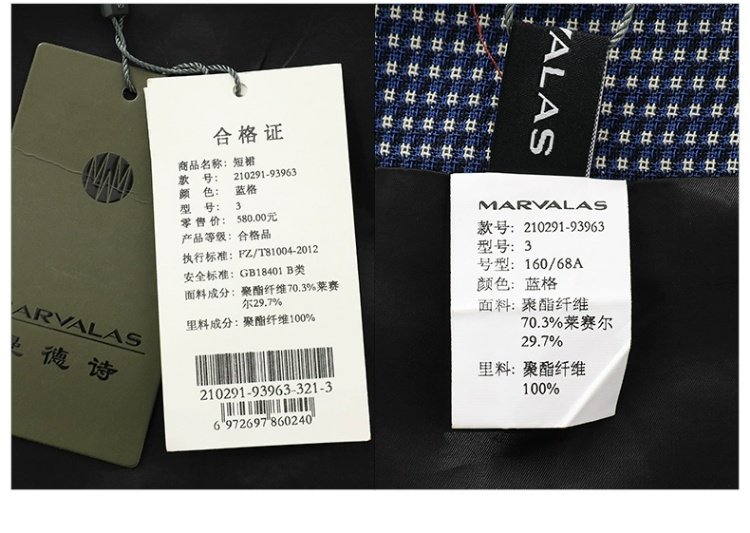 合格证
商品名称: 短裙
款 号: 210291-93963
颜 色: 蓝格
型 号: 3
零售价: 580.00元
产品等级: 合格品
执行标准: FZ/T81004-2012
安全标准: GB18401 B类
面料成分: 聚酯纤维70.3%莱赛
尔29.7%
里料成分: 聚酯纤维100%
210291-93963-321-3
6 972697 860240
ARVALAS
曼德诗
VALAS
MARVALAS
款号: 210291-93963
型号: 3
号型: 160/68A
颜色: 蓝格
面料: 聚酯纤维
70.3%莱赛尔
29.7%
里料: 聚酯纤维
100%